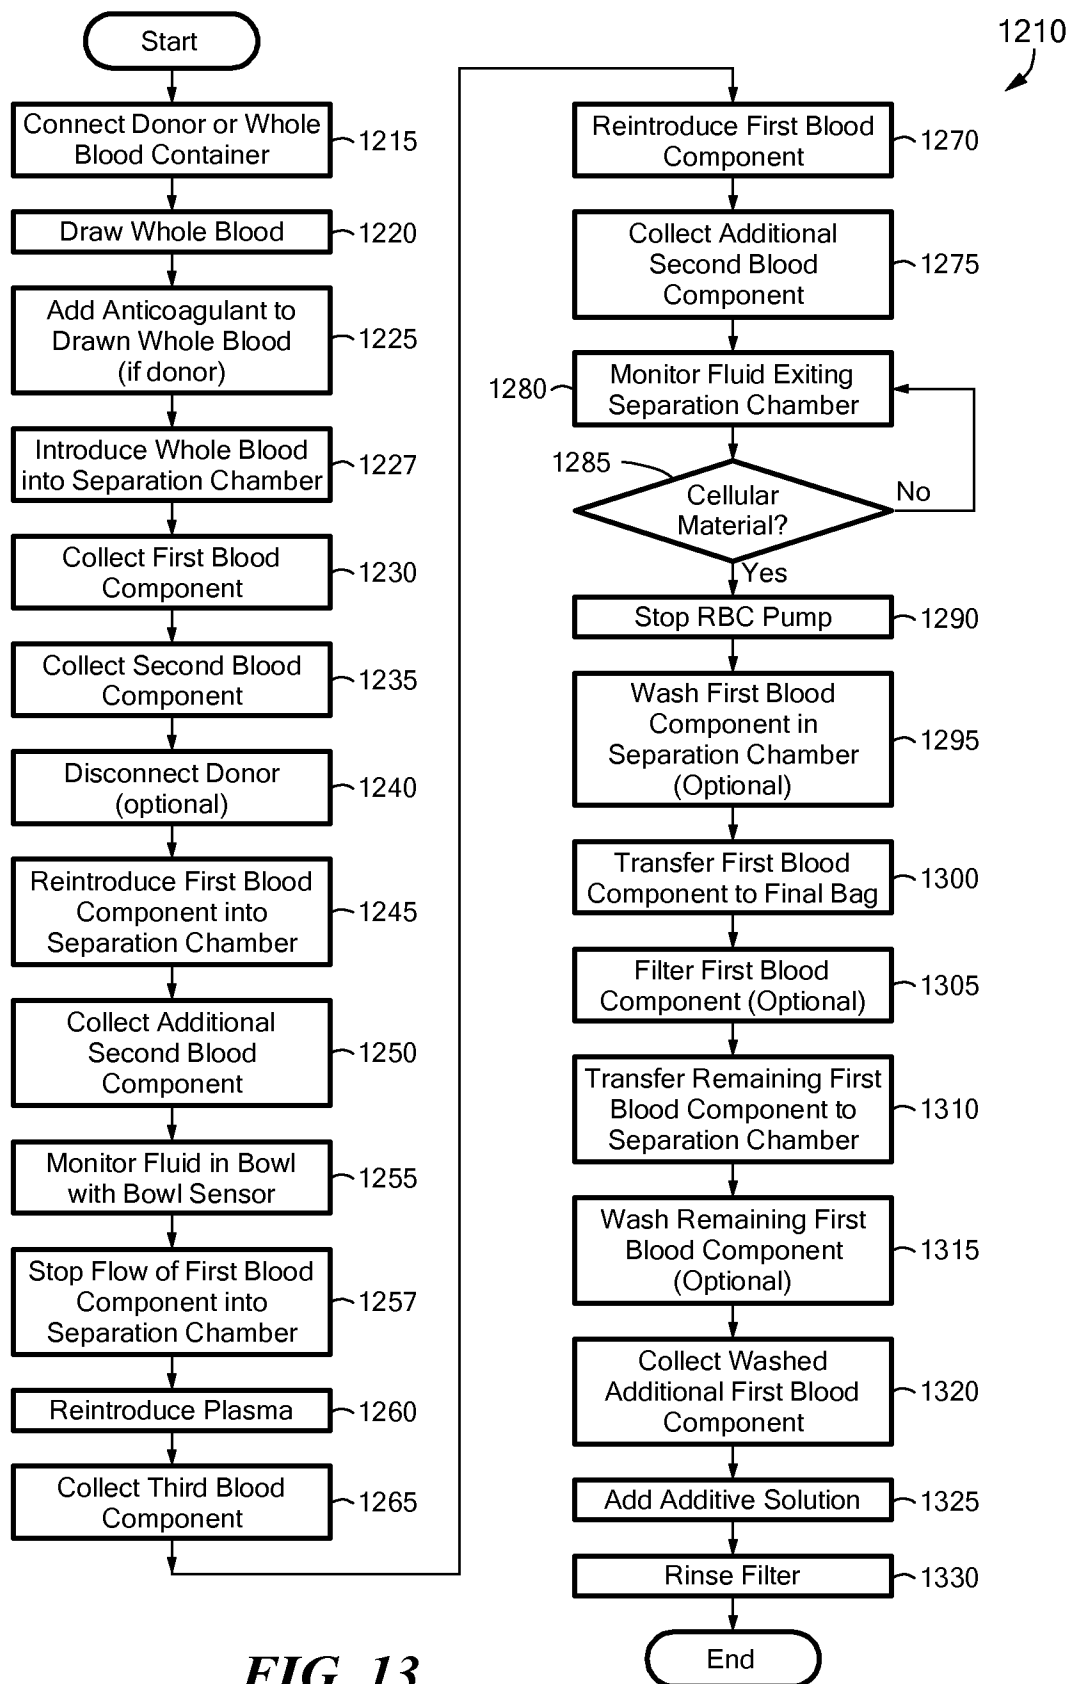 1210
Start
Connect Donor or Whole
Blood Container
1215
Draw Whole Blood
1220
Add Anticoagulant to
Drawn Whole Blood
(if donor)
1225
Introduce Whole Blood
into Separation Chamber
1227
Collect First Blood
Component
1230
Collect Second Blood
Component
1235
Disconnect Donor
(optional)
1240
Reintroduce First Blood
Component into
Separation Chamber
1245
Collect Additional
Second Blood
Component
1250
Monitor Fluid in Bowl
with Bowl Sensor
1255
Stop Flow of First Blood
Component into
Separation Chamber
1257
Reintroduce Plasma
1260
Collect Third Blood
Component
1265
Reintroduce First Blood
Component
1270
Collect Additional
Second Blood
Component
1275
Monitor Fluid Exiting
Separation Chamber
1280
1285
Cellular
Material?
No
Yes
Stop RBC Pump
1290
Wash First Blood
Component in
Separation Chamber
(Optional)
1295
Transfer First Blood
Component to Final Bag
1300
Filter First Blood
Component (Optional)
1305
Transfer Remaining First
Blood Component to
Separation Chamber
1310
Wash Remaining First
Blood Component
(Optional)
1315
Collect Washed
Additional First Blood
Component
1320
Add Additive Solution
1325
Rinse Filter
1330
End
FIG. 13